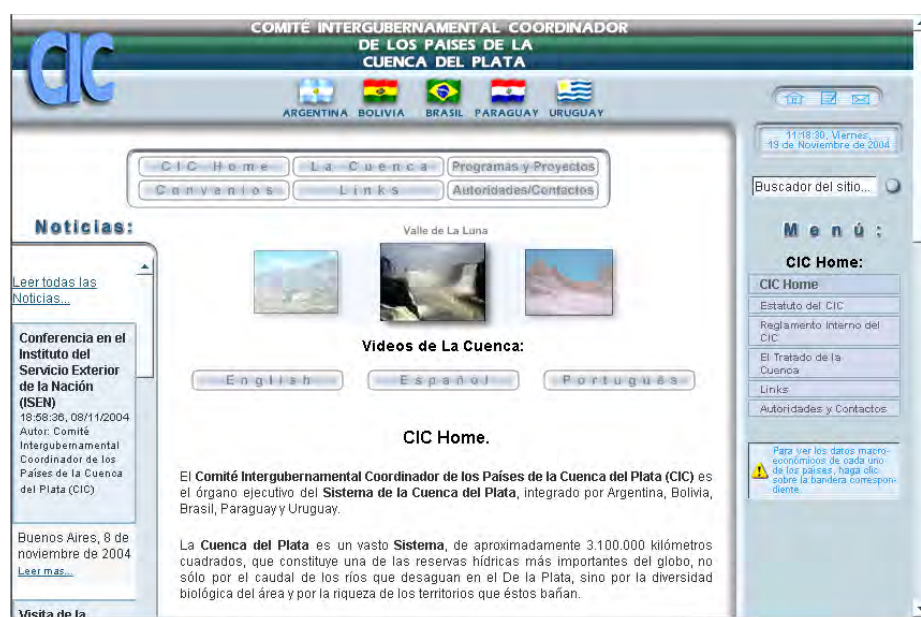 CIC
COMITÉ INTERGUBERNAMENTAL COORDINADOR
DE LOS PAISES DE LA
CUENCA DEL PLATA
ARGENTINA BOLIVIA BRASIL PARAGUAY URUGUAY
11:18:30, Viernes,
19 de Noviembre de 2004
CIC Home La Cuenca Programas y Proyectos
Convenios Links Autoridades/Contactos
Buscador del sitio...
Noticias:
Leer todas las
Noticias...
Conferencia en el
Instituto del
Servicio Exterior
de la Nación
(ISEN)
18:58:36, 08/11/2004
Autor: Comité
Intergubernamental
Coordinador de los
Países de la Cuenca
del Plata (CIC)
Buenos Aires, 8 de
noviembre de 2004
Leer mas...
Visita de la
Valle de La Luna
Videos de La Cuenca:
English Español Português
CIC Home.
El Comité Intergubernamental Coordinador de los Países de la Cuenca del Plata (CIC) es
el órgano ejecutivo del Sistema de la Cuenca del Plata, integrado por Argentina, Bolivia,
Brasil, Paraguay y Uruguay.
La Cuenca del Plata es un vasto Sistema, de aproximadamente 3.100.000 kilómetros
cuadrados, que constituye una de las reservas hídricas más importantes del globo, no
sólo por el caudal de los ríos que desaguan en el De la Plata, sino por la diversidad
biológica del área y por la riqueza de los territorios que éstos bañan.
Menú:
CIC Home:
CIC Home
Estatuto del CIC
Reglamento Interno del
CIC
El Tratado de la
Cuenca
Links
Autoridades y Contactos
Para ver los datos macro-
económicos de cada uno
de los países, haga clic
sobre la bandera correspon-
diente.